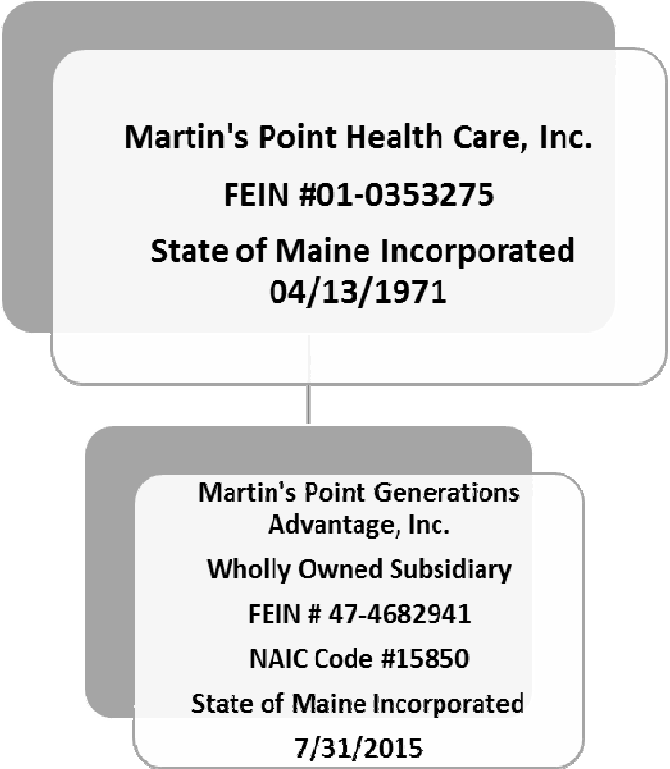 Martin's Point Health Care, Inc.
FEIN #01-0353275
State of Maine Incorporated
04/13/1971
Martin's Point Generations
Advantage, Inc.
Wholly Owned Subsidiary
FEIN # 47-4682941
NAIC Code #15850
State of Maine Incorporated
7/31/2015